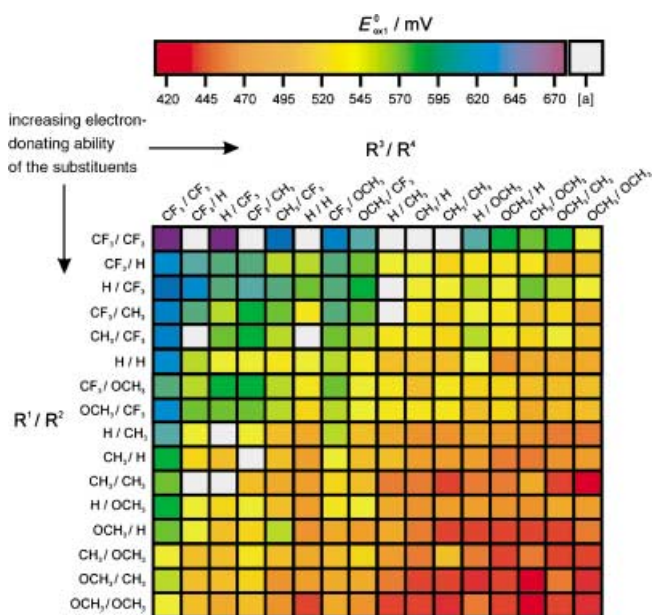 E⁰ox1 / mV
420 445 470 495 520 545 570 595 620 645 670 [a]
increasing electron-
donating ability
of the substituents
R³ / R⁴
CF₃ / CF₃ CF₃ / H H / CF₃ CF₃ / CH₃ CH₃ / CF₃ H / H CF₃ / OCH₃ OCH₃ / CF₃ H / CH₃ CH₃ / H CH₃ / CH₃ H / OCH₃ OCH₃ / H CH₃ / OCH₃ OCH₃ / CH₃ OCH₃ / OCH₃
CF₃ / CF₃
CF₃ / H
H / CF₃
CF₃ / CH₃
CH₃ / CF₃
H / H
CF₃ / OCH₃
OCH₃ / CF₃
R¹ / R²
H / CH₃
CH₃ / H
CH₃ / CH₃
H / OCH₃
OCH₃ / H
CH₃ / OCH₃
OCH₃ / CH₃
OCH₃ / OCH₃